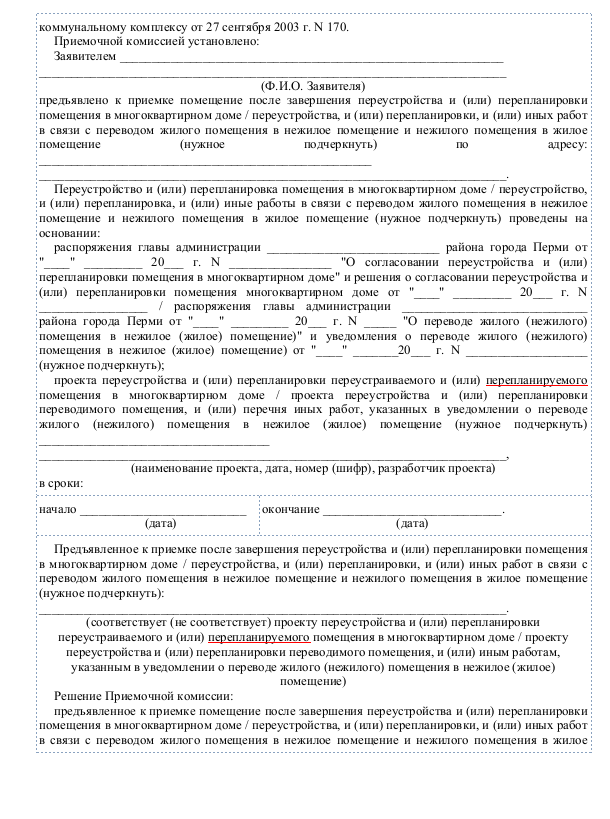 коммунальному комплексу от 27 сентября 2003 г. N 170.
Приемочной комиссией установлено:
Заявителем ____________________________________________________________
_________________________________________________________________________
(Ф.И.О. Заявителя)
предъявлено к приемке помещение после завершения переустройства и (или) перепланировки
помещения в многоквартирном доме / переустройства, и (или) перепланировки, и (или) иных работ
в связи с переводом жилого помещения в нежилое помещение и нежилого помещения в жилое
помещение (нужное подчеркнуть) по адресу:
____________________________________________________
_________________________________________________________________________.
Переустройство и (или) перепланировка помещения в многоквартирном доме / переустройство,
и (или) перепланировка, и (или) иные работы в связи с переводом жилого помещения в нежилое
помещение и нежилого помещения в жилое помещение (нужное подчеркнуть) проведены на
основании:
распоряжения главы администрации ___________________________ района города Перми от
"____" _________ 20___ г. N ________________ "О согласовании переустройства и (или)
перепланировки помещения в многоквартирном доме" и решения о согласовании переустройства и
(или) перепланировки помещения многоквартирном доме от "____" _________ 20___ г. N
_________________ / распоряжения главы администрации _____________________________
района города Перми от "____" _________ 20___ г. N _____ "О переводе жилого (нежилого)
помещения в нежилое (жилое) помещение)" и уведомления о переводе жилого (нежилого)
помещения в нежилое (жилое) помещение) от "____" _______20___ г. N ___________________
(нужное подчеркнуть);
проекта переустройства и (или) перепланировки переустраиваемого и (или) перепланируемого
помещения в многоквартирном доме / проекта переустройства и (или) перепланировки
переводимого помещения, и (или) перечня иных работ, указанных в уведомлении о переводе
жилого (нежилого) помещения в нежилое (жилое) помещение (нужное подчеркнуть)
____________________________________
_________________________________________________________________________,
(наименование проекта, дата, номер (шифр), разработчик проекта)
в сроки:
начало __________________________ окончание ____________________________.
(дата) (дата)
Предъявленное к приемке после завершения переустройства и (или) перепланировки помещения
в многоквартирном доме / переустройства, и (или) перепланировки, и (или) иных работ в связи с
переводом жилого помещения в нежилое помещение и нежилого помещения в жилое помещение
(нужное подчеркнуть):
_________________________________________________________________________.
(соответствует (не соответствует) проекту переустройства и (или) перепланировки
переустраиваемого и (или) перепланируемого помещения в многоквартирном доме / проекту
переустройства и (или) перепланировки переводимого помещения, и (или) иным работам,
указанным в уведомлении о переводе жилого (нежилого) помещения в нежилое (жилое)
помещение)
Решение Приемочной комиссии:
предъявленное к приемке помещение после завершения переустройства и (или) перепланировки
помещения в многоквартирном доме / переустройства, и (или) перепланировки, и (или) иных работ
в связи с переводом жилого помещения в нежилое помещение и нежилого помещения в жилое